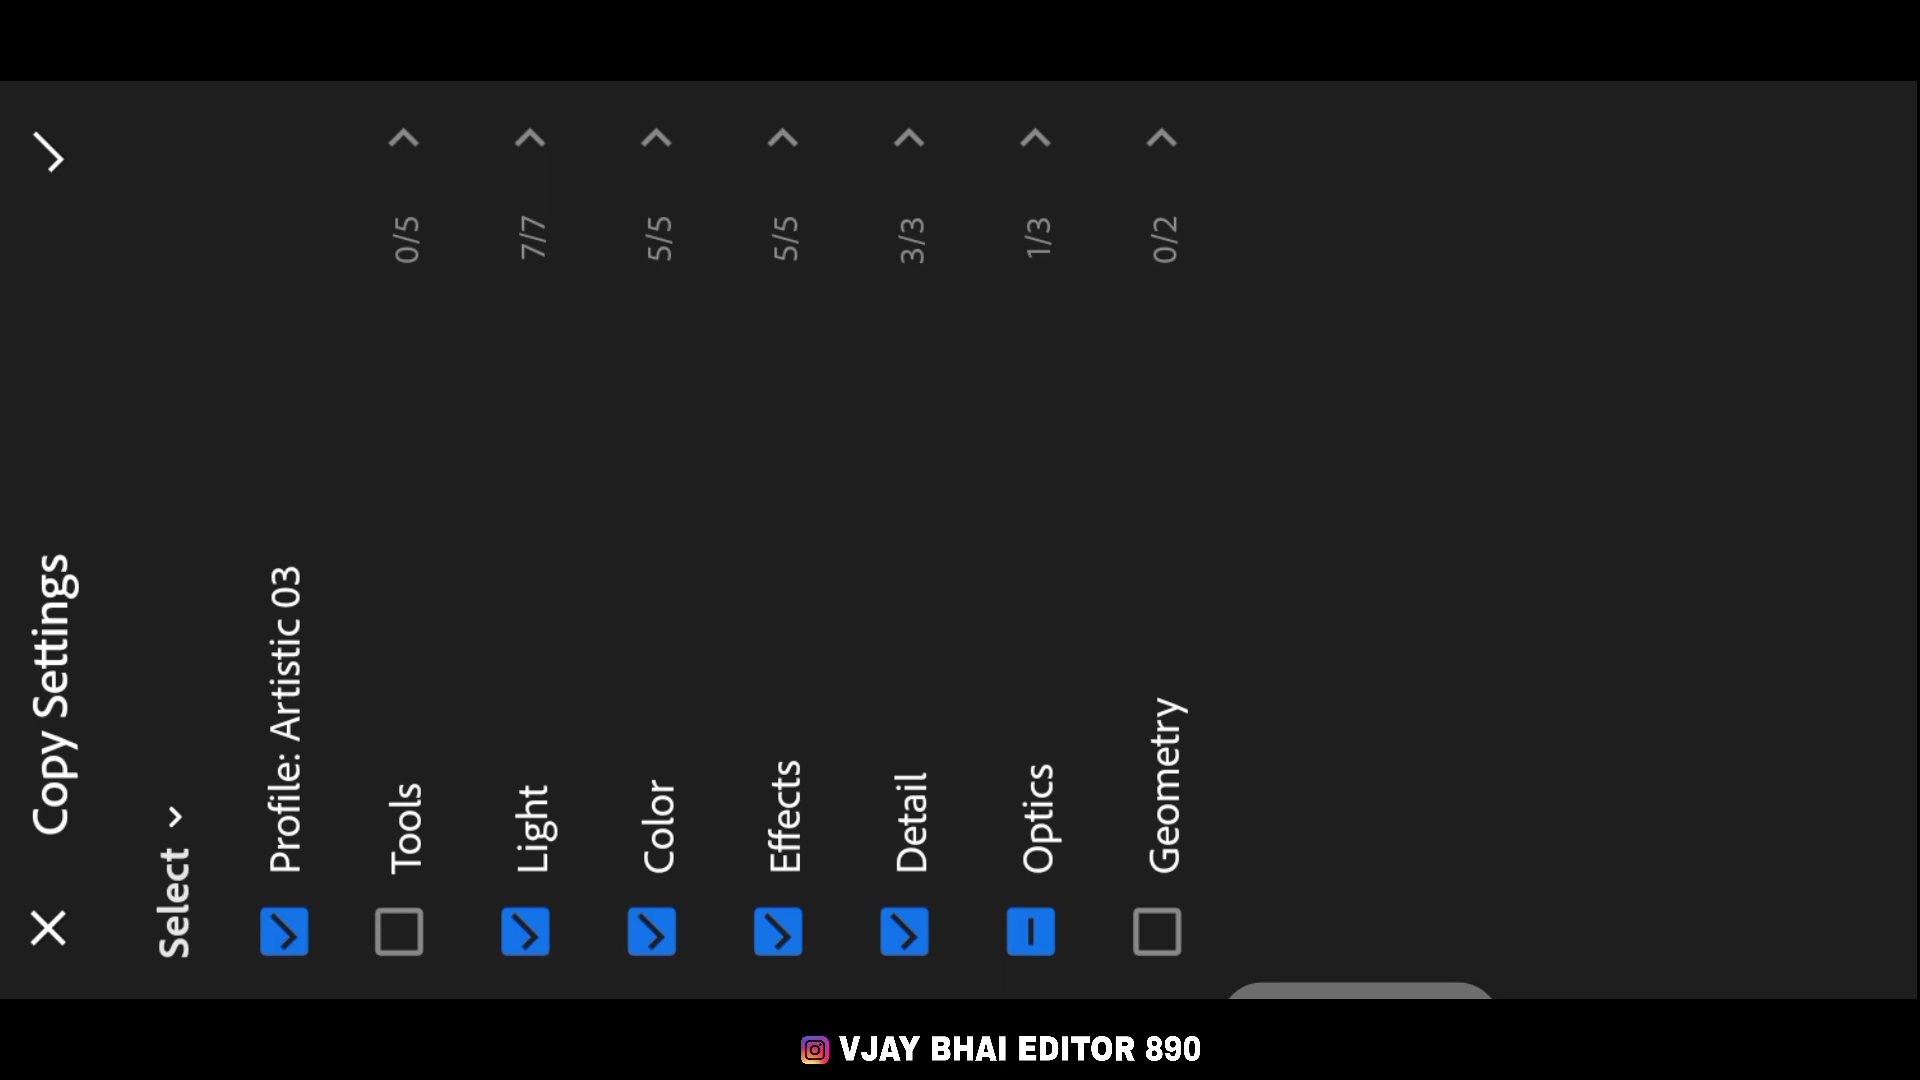 Copy Settings
Select
Profile: Artistic 03
Tools 0/5
Light 7/7
Color 5/5
Effects 5/5
Detail 3/3
Optics 1/3
Geometry 0/2
VJAY BHAI EDITOR 890